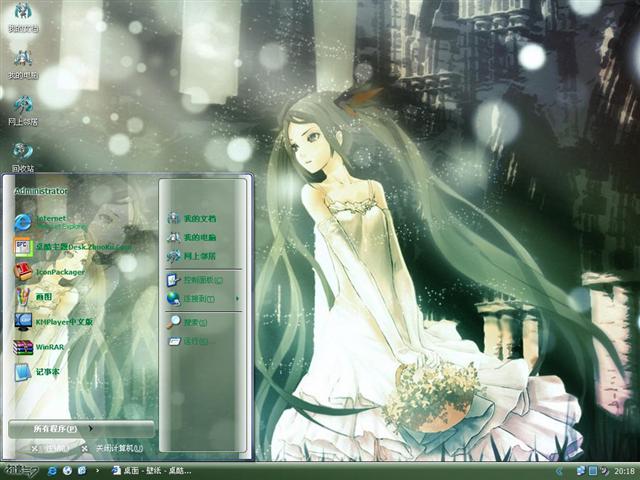 我的文档
我的电脑
网上邻居
回收站
Administrator
Internet
Internet Explorer
桌酷主题Desk.ZhuoKu.Com
IconPackager
画图
KMPlayer中文版
WinRAR
记事本
所有程序(P)
我的文档
我的电脑
网上邻居
控制面板(C)
连接到(T)
搜索(S)
运行(R)...
注销(L)
关闭计算机(U)
桌面 - 壁纸 - 桌酷...
20:18